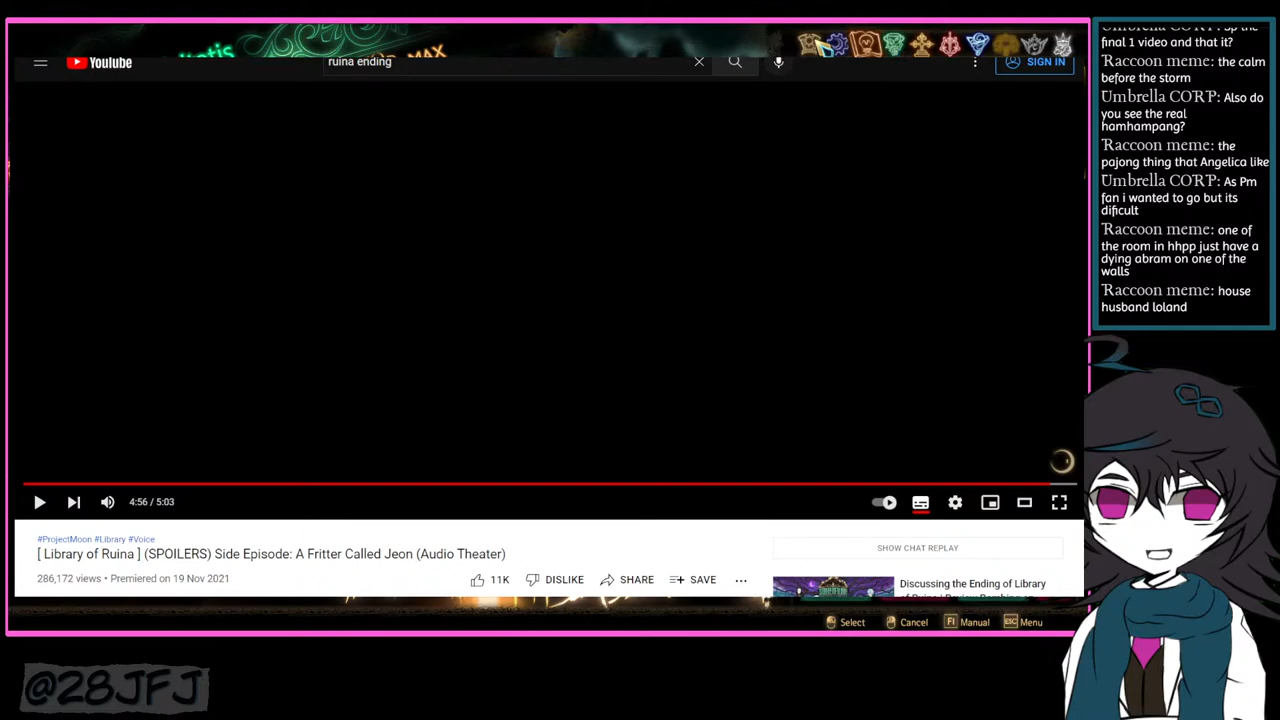 YouTube
ruina ending
SIGN IN
4:56 / 5:03
#ProjectMoon #Library #Voice
[ Library of Ruina ] (SPOILERS) Side Episode: A Fritter Called Jeon (Audio Theater)
286,172 views • Premiered on 19 Nov 2021
11K
DISLIKE
SHARE
SAVE
SHOW CHAT REPLAY
Discussing the Ending of Library
Select
Cancel
F1 Manual
ESC Menu
final 1 video and that it?
Raccoon meme: the calm
before the storm
Umbrella CORP: Also do
you see the real
hamhampang?
Raccoon meme: the
pajong thing that Angelica like
Umbrella CORP: As Pm
fan i wanted to go but its
dificult
Raccoon meme: one of
the room in hhpp just have a
dying abram on one of the
walls
Raccoon meme: house
husband loland
@28JFJ